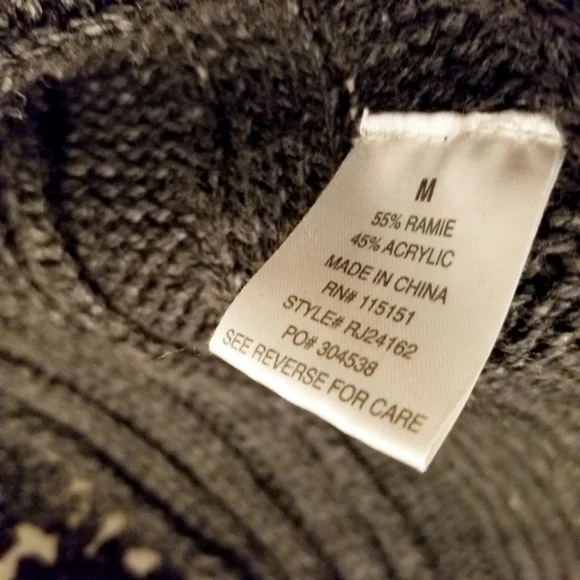 M
55% RAMIE
45% ACRYLIC
MADE IN CHINA
RN# 115151
STYLE# RJ24162
PO# 304538
SEE REVERSE FOR CARE